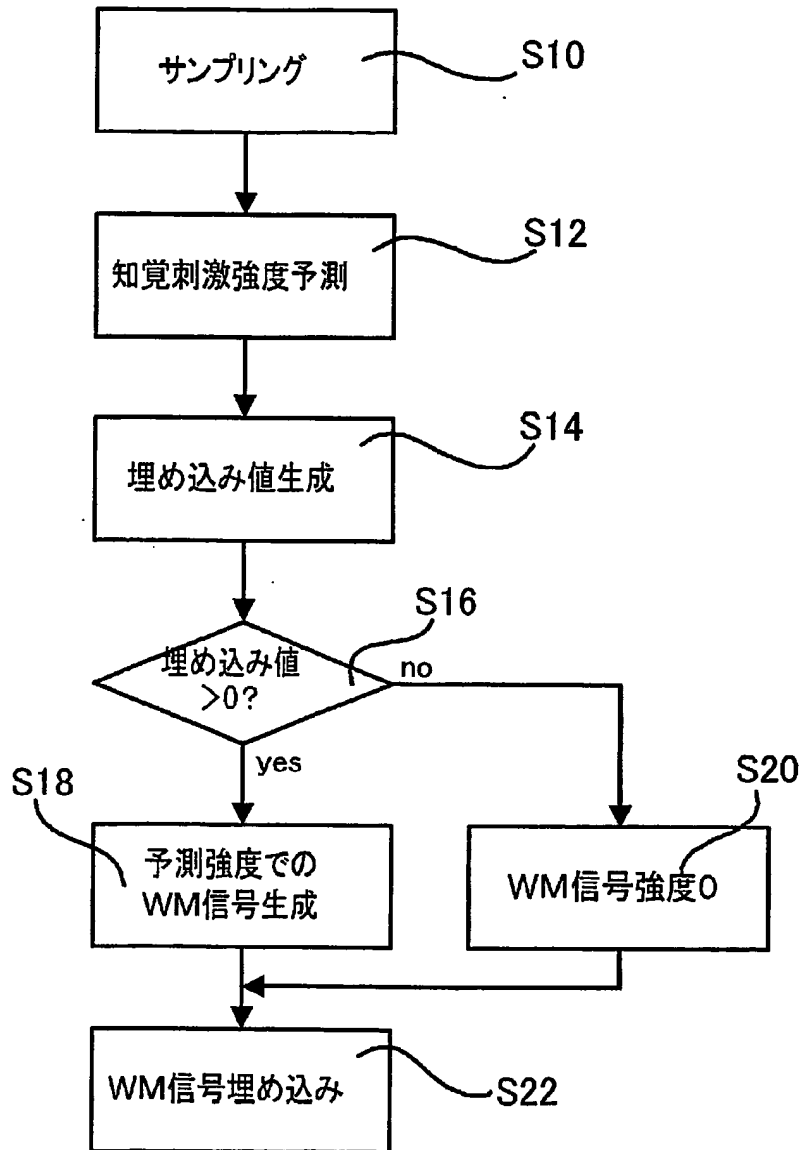 サンプリング
S10
知覚刺激強度予測
S12
埋め込み値生成
S14
埋め込み値
>0?
S16
no
yes
S18
予測強度での
WM信号生成
S20
WM信号強度0
WM信号埋め込み
S22